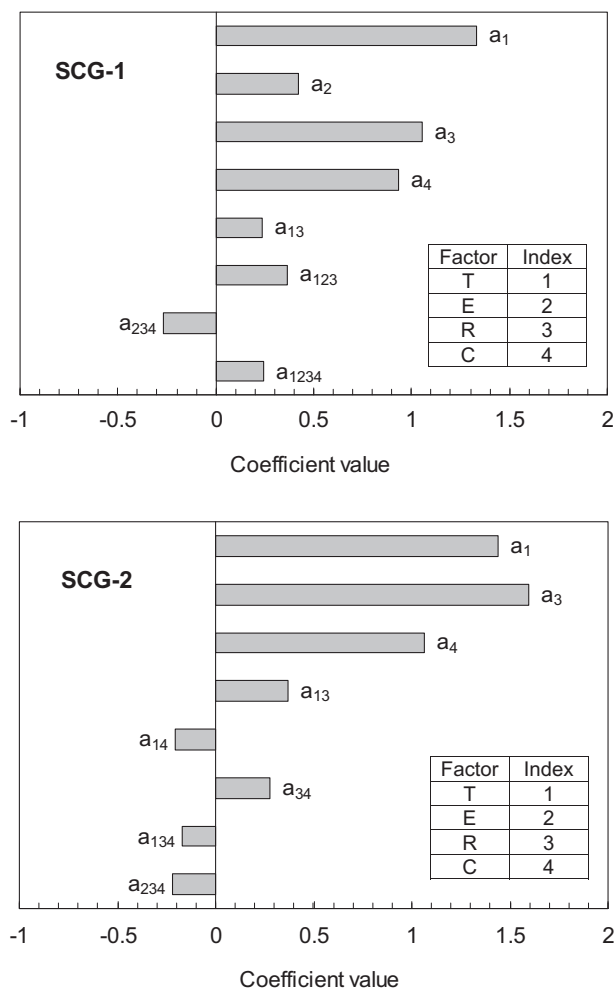 SCG-1
a1
a2
a3
a4
a13
a123
a234
a1234
Factor Index
T 1
E 2
R 3
C 4
-1 -0.5 0 0.5 1 1.5 2
Coefficient value
SCG-2
a1
a3
a4
a13
a14
a34
a134
a234
Factor Index
T 1
E 2
R 3
C 4
-1 -0.5 0 0.5 1 1.5 2
Coefficient value